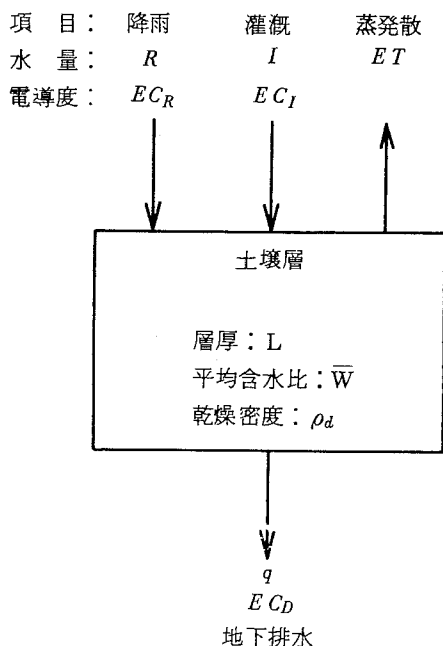 項 目： 降雨 灌漑 蒸発散
水 量： R I ET
電導度： EC_R EC_I
土壌層
層厚：L
平均含水比：W̅
乾燥密度：ρ_d
q
EC_D
地下排水